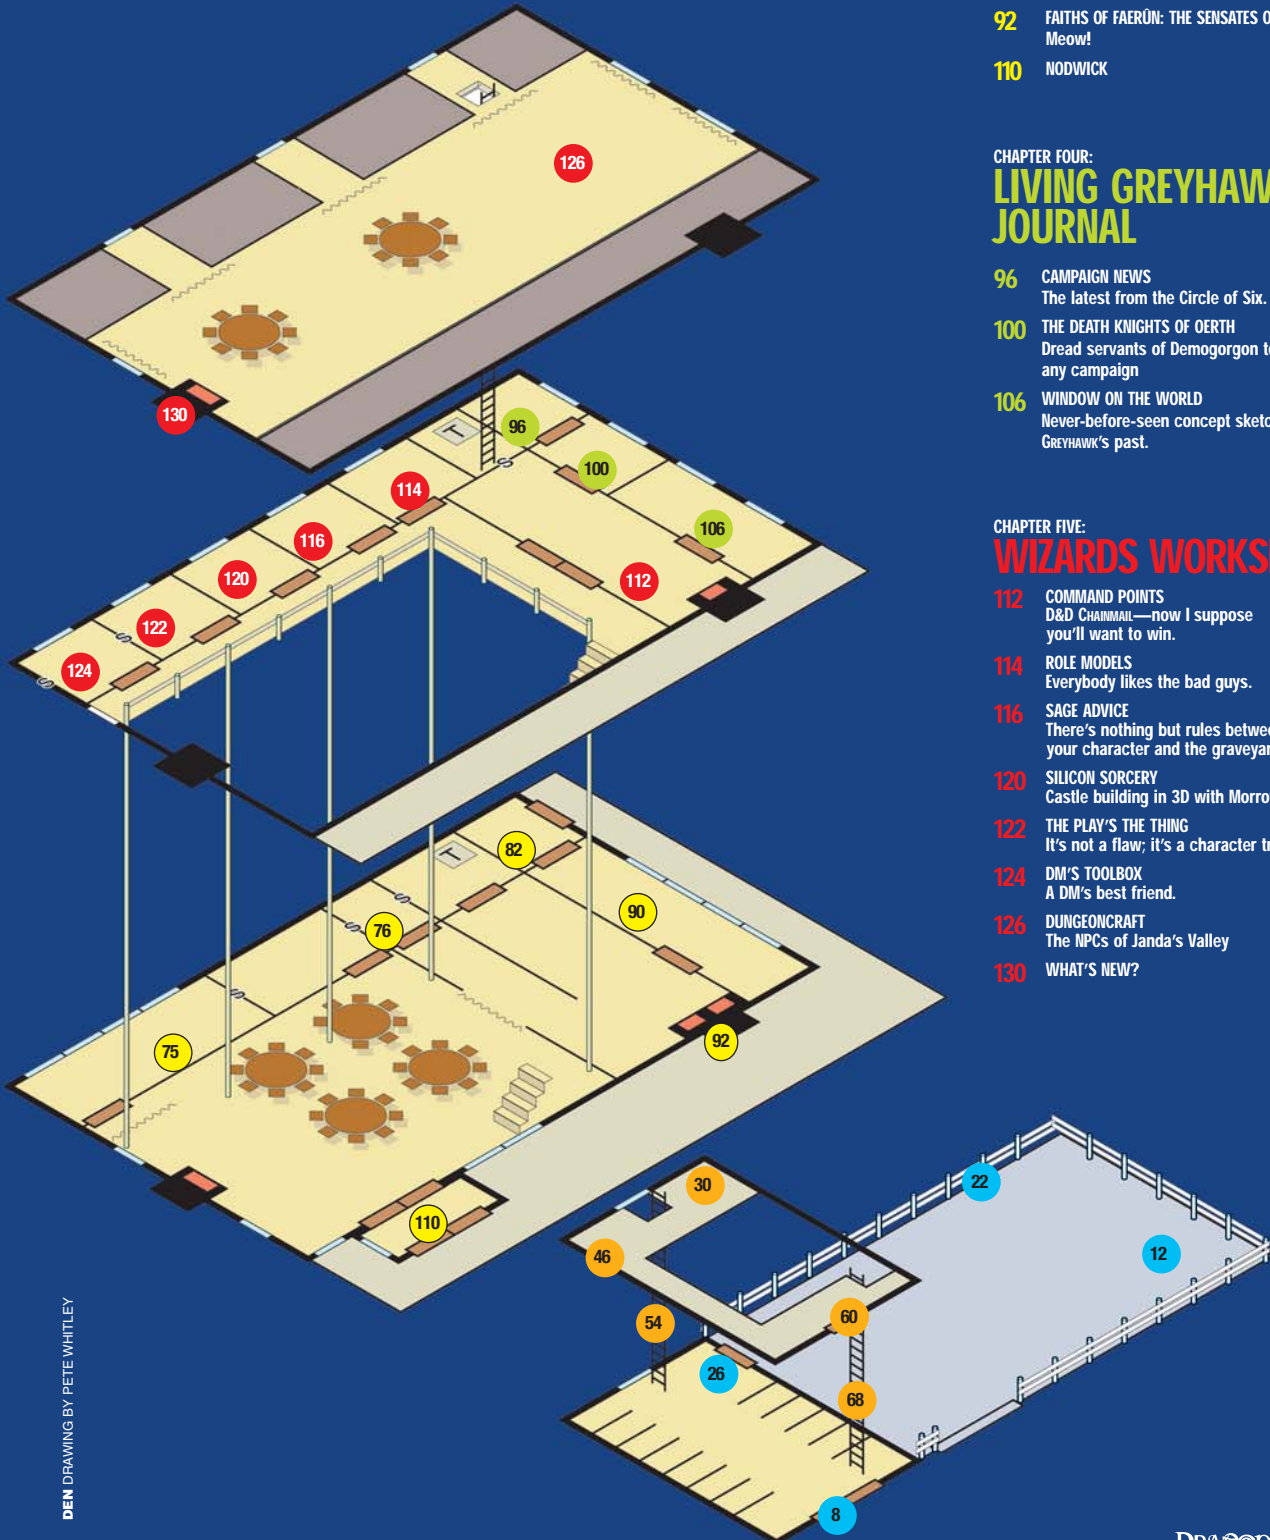 92 FAITHS OF FAERÛN: THE SENSATES O
Meow!
110 NODWICK
CHAPTER FOUR:
LIVING GREYHAW
JOURNAL
96 CAMPAIGN NEWS
The latest from the Circle of Six.
100 THE DEATH KNIGHTS OF OERTH
Dread servants of Demogorgon t
any campaign
106 WINDOW ON THE WORLD
Never-before-seen concept sketc
GREYHAWK's past.
CHAPTER FIVE:
WIZARDS WORKS
112 COMMAND POINTS
D&D CHAINMAIL—now I suppose
you'll want to win.
114 ROLE MODELS
Everybody likes the bad guys.
116 SAGE ADVICE
There's nothing but rules betwee
your character and the graveyar
120 SILICON SORCERY
Castle building in 3D with Morro
122 THE PLAY'S THE THING
It's not a flaw; it's a character tr
124 DM'S TOOLBOX
A DM's best friend.
126 DUNGEONCRAFT
The NPCs of Janda's Valley
130 WHAT'S NEW?
126
130
T
96
S
100
114
106
116
112
120
S
122
S
124
82
T
S
90
S
76
S
75
92
110
30
22
46
12
54
60
26
68
8
DEN DRAWING BY PETE WHITLEY